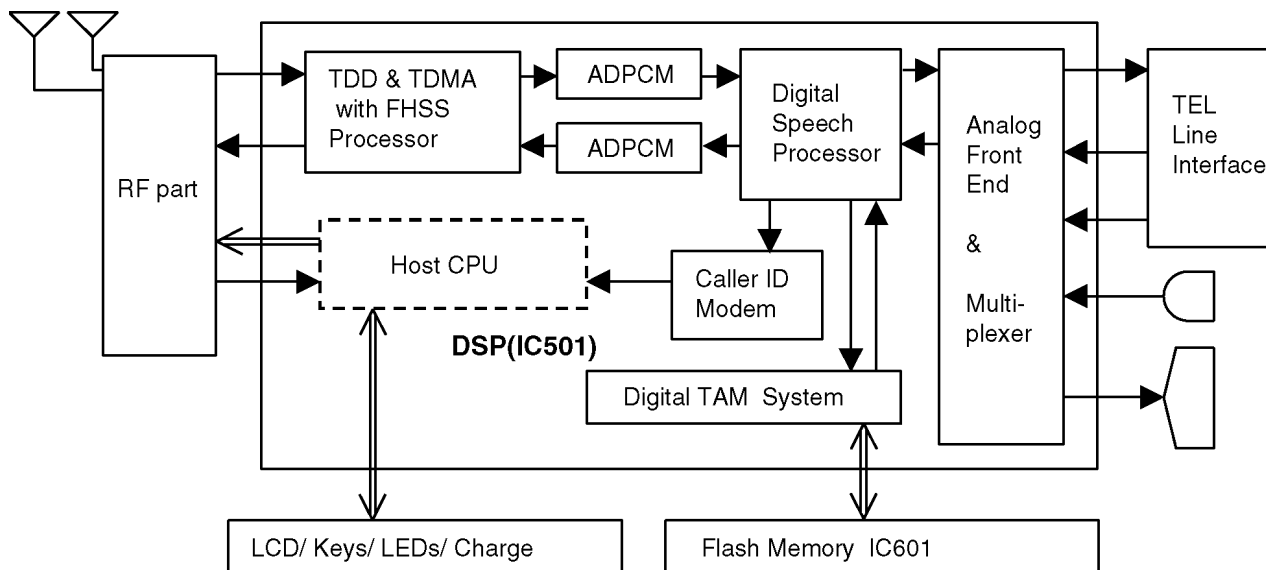 TDD & TDMA
with FHSS
Processor
ADPCM
ADPCM
Digital
Speech
Processor
Analog
Front
End
&
Multi-
plexer
TEL
Line
Interface
RF part
Host CPU
Caller ID
Modem
DSP(IC501)
Digital TAM System
LCD/ Keys/ LEDs/ Charge
Flash Memory IC601